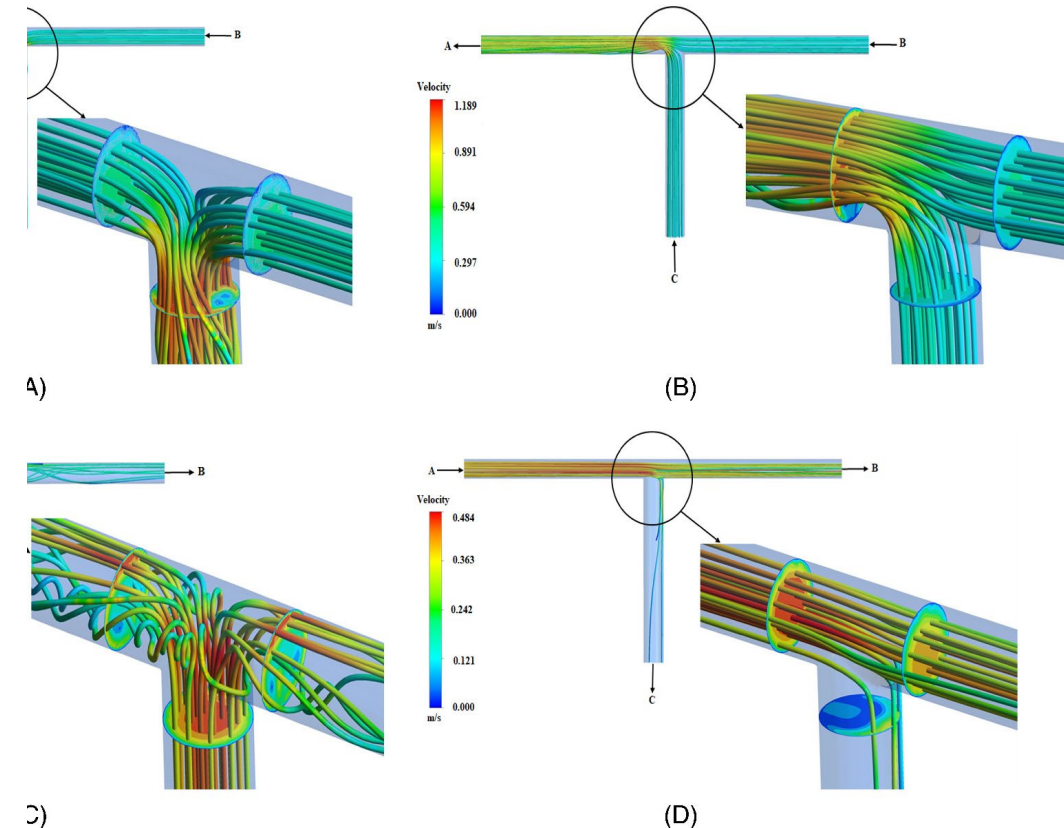 B
A)
A
B
Velocity
1.189
0.891
0.594
0.297
0.000
m/s
C
(B)
B
C)
A
B
Velocity
0.484
0.363
0.242
0.121
0.000
m/s
C
(D)